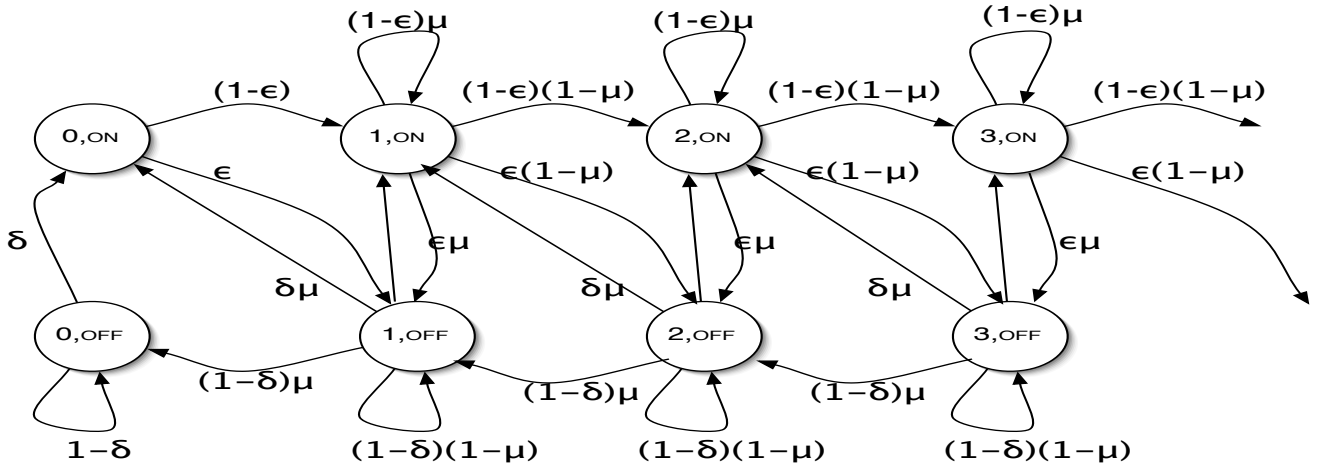 (1-ϵ)μ
(1-ϵ)μ
(1-ϵ)μ
(1-ϵ)
(1-ϵ)(1-μ)
(1-ϵ)(1-μ)
(1-ϵ)(1-μ)
0,ON
1,ON
2,ON
3,ON
ϵ
ϵ(1-μ)
ϵ(1-μ)
ϵ(1-μ)
δ
ϵμ
ϵμ
ϵμ
δμ
δμ
δμ
0,OFF
1,OFF
2,OFF
3,OFF
(1-δ)μ
(1-δ)μ
(1-δ)μ
1-δ
(1-δ)(1-μ)
(1-δ)(1-μ)
(1-δ)(1-μ)